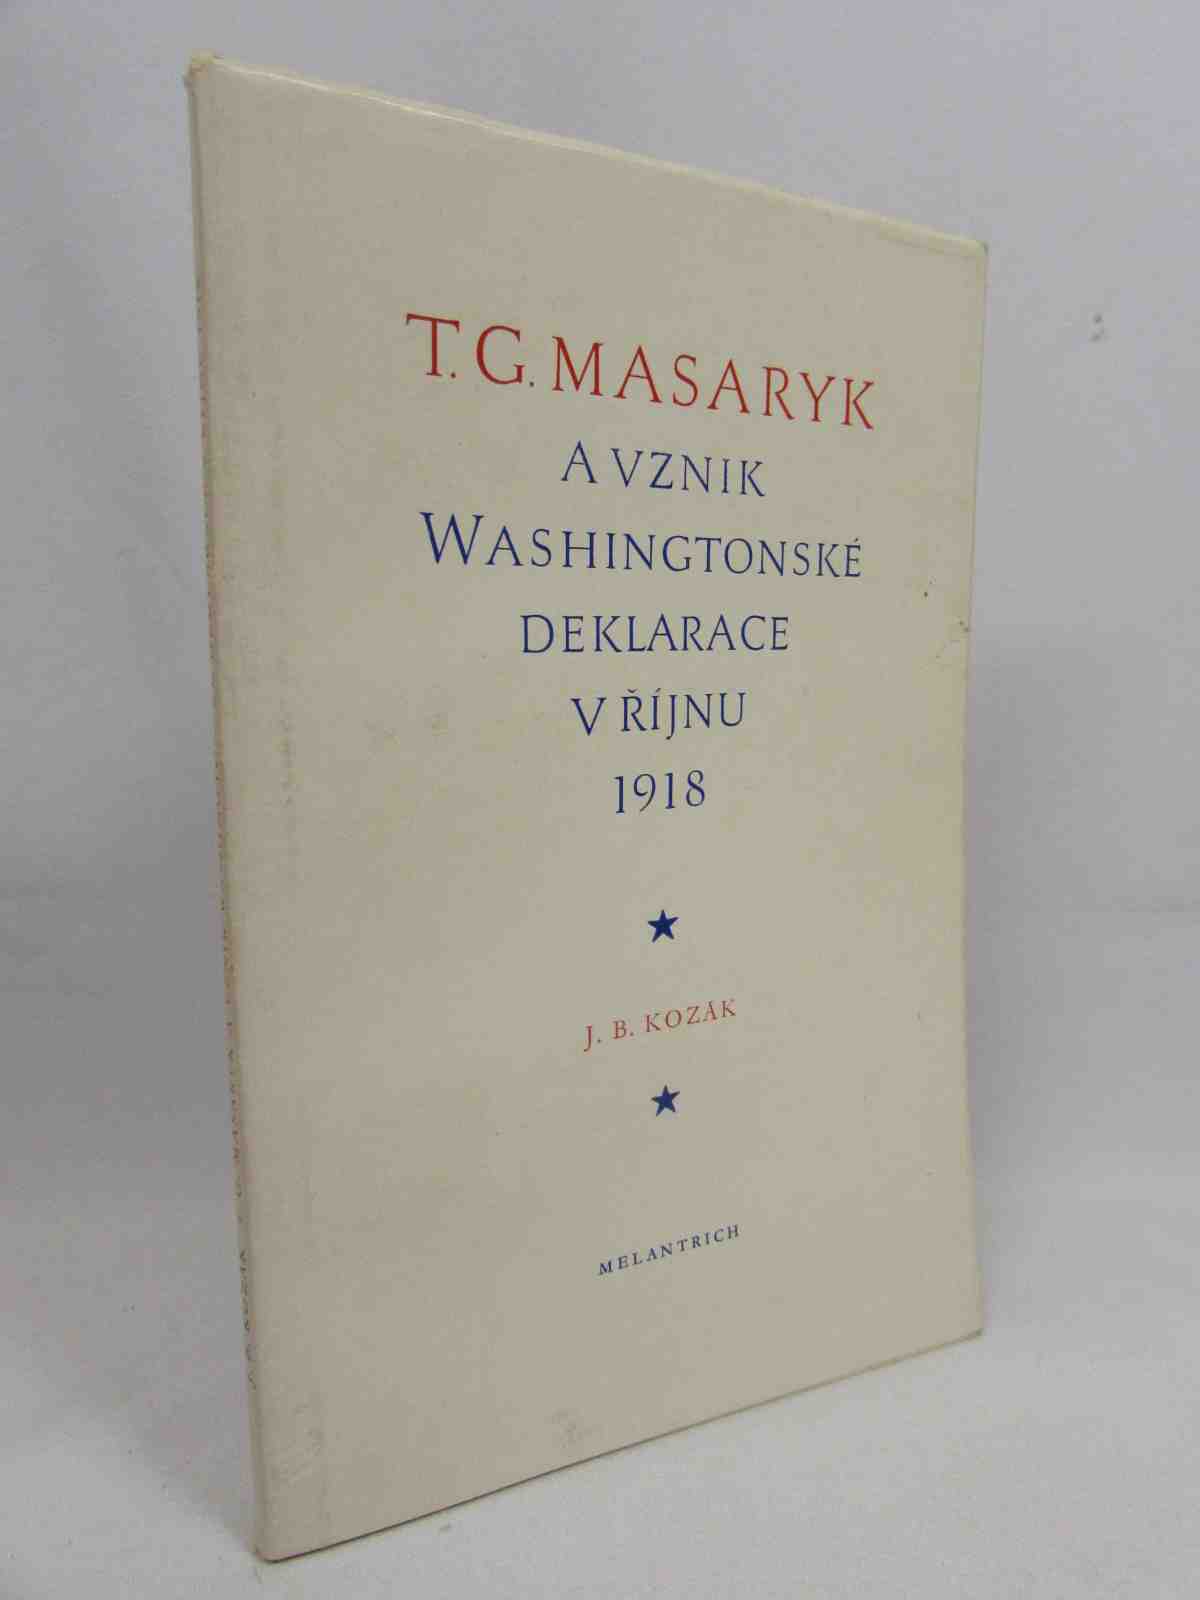 T. G. MASARYK
A VZNIK
WASHINGTONSKÉ
DEKLARACE
V ŘÍJNU
1918
J. B. KOZÁK
MELANTRICH